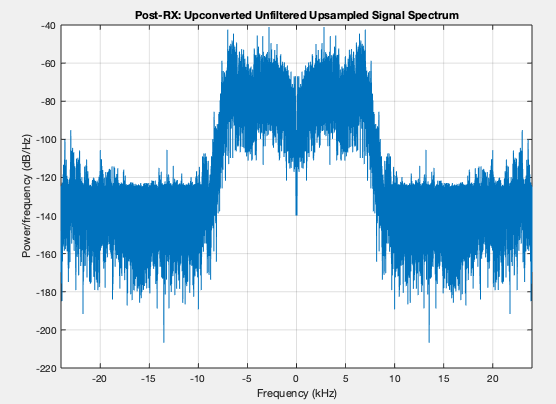 Post-RX: Upconverted Unfiltered Upsampled Signal Spectrum
-40
-60
-80
-100
-120
-140
-160
-180
-200
-220
Power/frequency (dB/Hz)
-20 -15 -10 -5 0 5 10 15 20
Frequency (kHz)